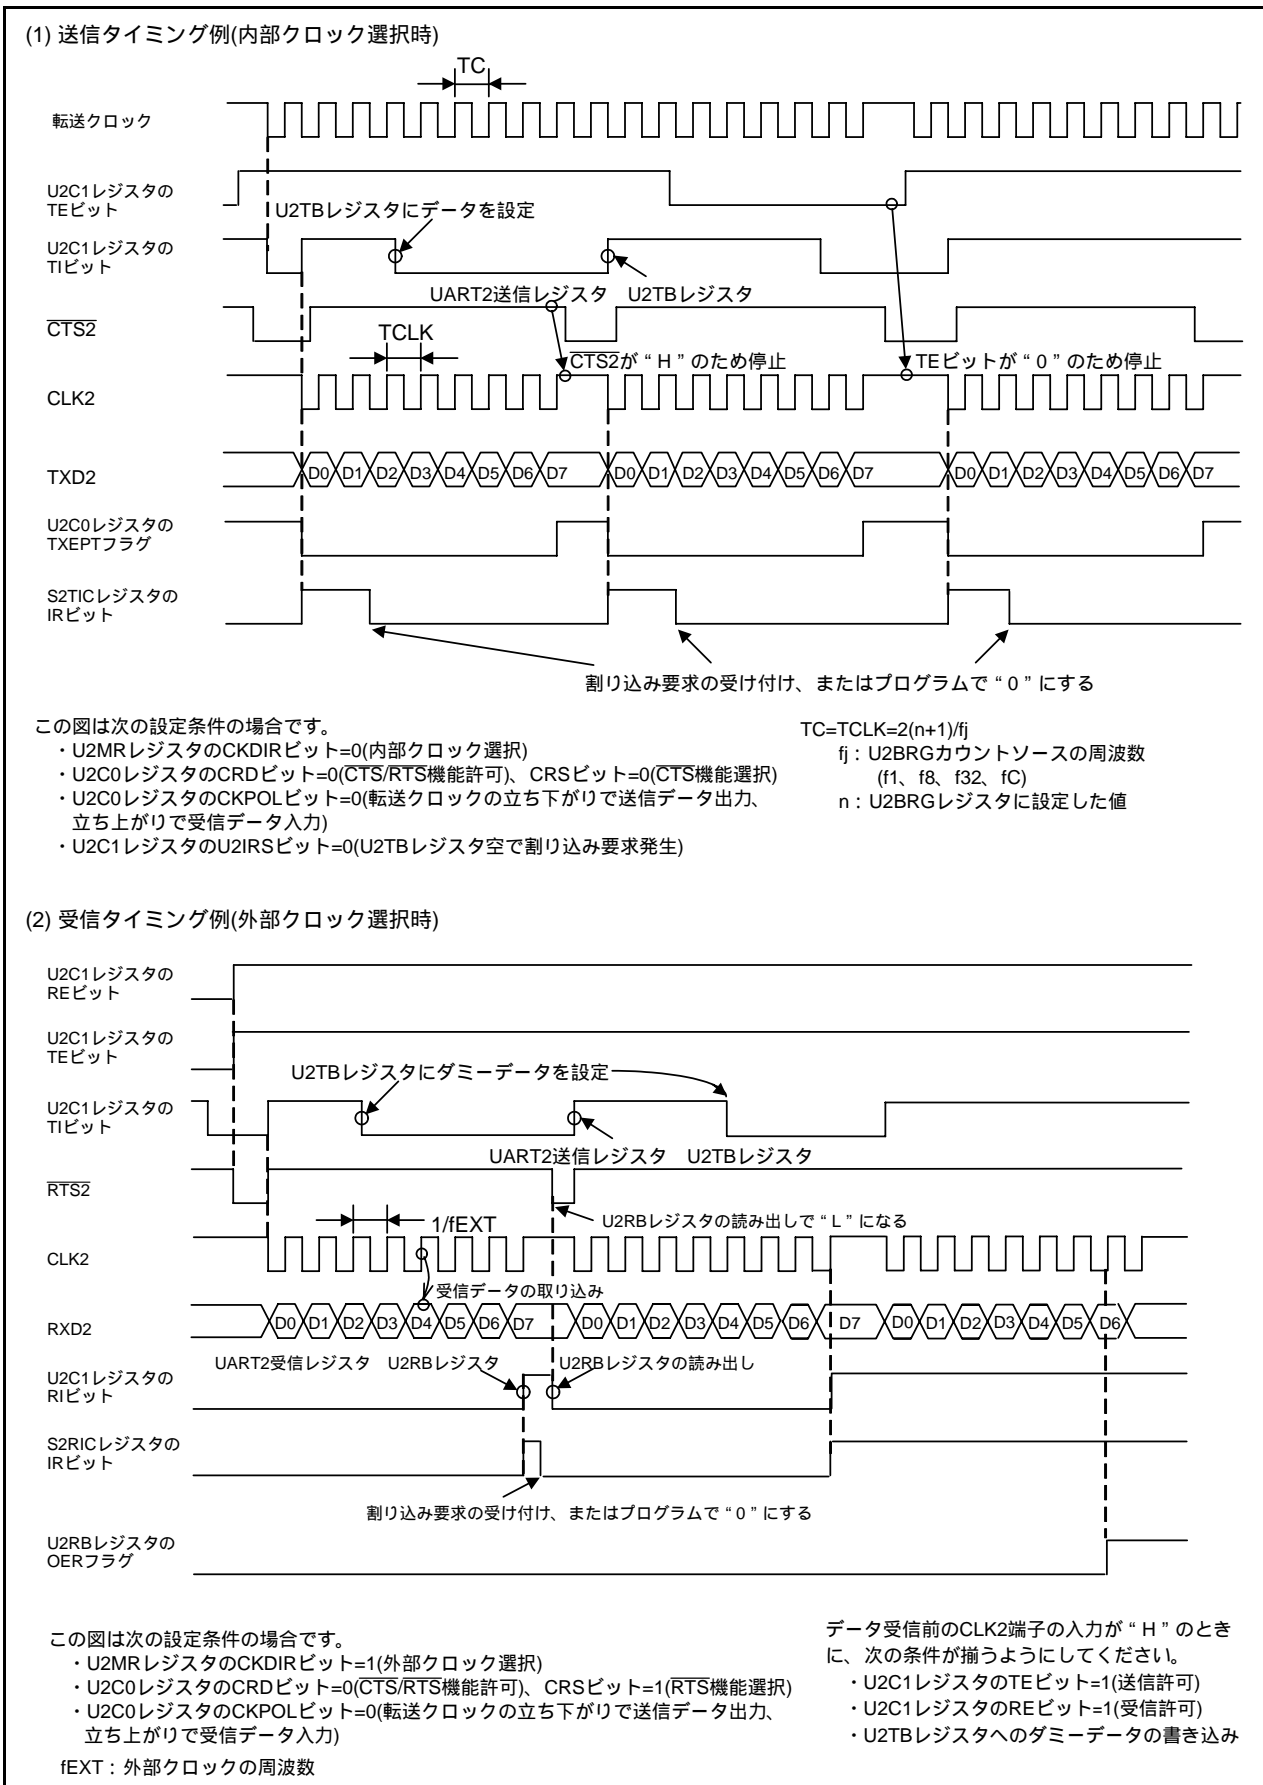 (1) 送信タイミング例(内部クロック選択時)
TC
転送クロック
U2C1レジスタの
TEビット
U2TBレジスタにデータを設定
U2C1レジスタの
TIビット
UART2送信レジスタ　U2TBレジスタ
CTS2
TCLK
CTS2が“H”のため停止
TEビットが“0”のため停止
CLK2
TXD2
D0 D1 D2 D3 D4 D5 D6 D7 D0 D1 D2 D3 D4 D5 D6 D7 D0 D1 D2 D3 D4 D5 D6 D7
U2C0レジスタの
TXEPTフラグ
S2TICレジスタの
IRビット
割り込み要求の受け付け、またはプログラムで“0”にする
この図は次の設定条件の場合です。
・U2MRレジスタのCKDIRビット=0(内部クロック選択)
・U2C0レジスタのCRDビット=0(CTS/RTS機能許可)、CRSビット=0(CTS機能選択)
・U2C0レジスタのCKPOLビット=0(転送クロックの立ち下がりで送信データ出力、
立ち上がりで受信データ入力)
・U2C1レジスタのU2IRSビット=0(U2TBレジスタ空で割り込み要求発生)
TC=TCLK=2(n+1)/fj
fj：U2BRGカウントソースの周波数
(f1、f8、f32、fC)
n：U2BRGレジスタに設定した値
(2) 受信タイミング例(外部クロック選択時)
U2C1レジスタの
REビット
U2C1レジスタの
TEビット
U2TBレジスタにダミーデータを設定
U2C1レジスタの
TIビット
UART2送信レジスタ　U2TBレジスタ
RTS2
U2RBレジスタの読み出しで“L”になる
1/fEXT
CLK2
受信データの取り込み
RXD2
D0 D1 D2 D3 D4 D5 D6 D7 D0 D1 D2 D3 D4 D5 D6 D7 D0 D1 D2 D3 D4 D5 D6
UART2受信レジスタ　U2RBレジスタ
U2RBレジスタの読み出し
U2C1レジスタの
RIビット
S2RICレジスタの
IRビット
割り込み要求の受け付け、またはプログラムで“0”にする
U2RBレジスタの
OERフラグ
この図は次の設定条件の場合です。
・U2MRレジスタのCKDIRビット=1(外部クロック選択)
・U2C0レジスタのCRDビット=0(CTS/RTS機能許可)、CRSビット=1(RTS機能選択)
・U2C0レジスタのCKPOLビット=0(転送クロックの立ち下がりで送信データ出力、
立ち上がりで受信データ入力)
fEXT：外部クロックの周波数
データ受信前のCLK2端子の入力が“H”のとき
に、次の条件が揃うようにしてください。
・U2C1レジスタのTEビット=1(送信許可)
・U2C1レジスタのREビット=1(受信許可)
・U2TBレジスタへのダミーデータの書き込み